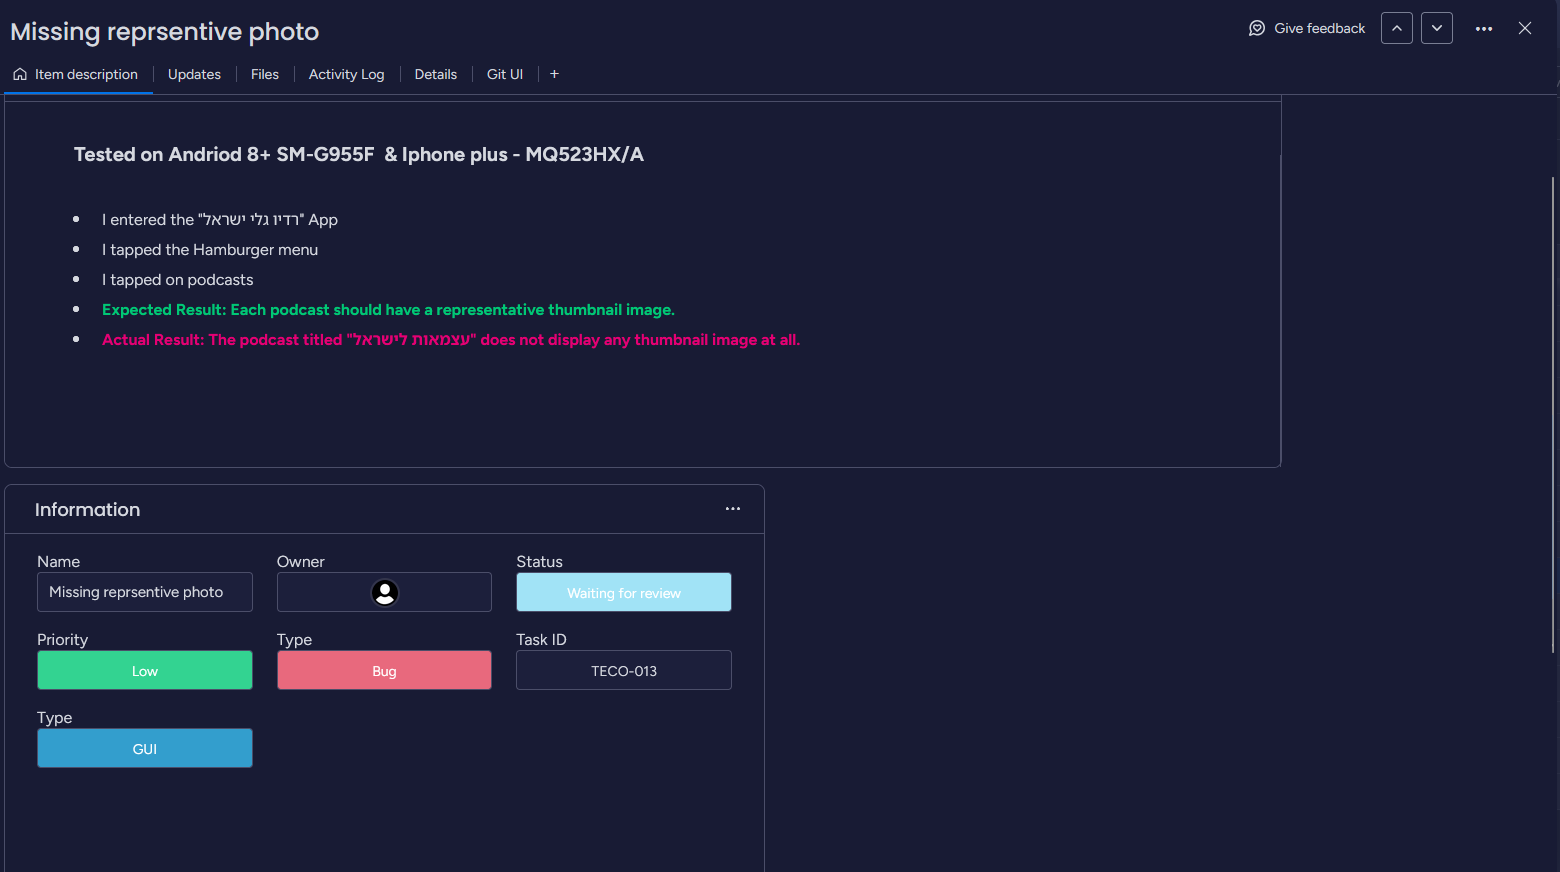 Missing reprsentive photo
Give feedback
Item description
Updates
Files
Activity Log
Details
Git UI
+
Tested on Andriod 8+ SM-G955F  & Iphone plus - MQ523HX/A
I entered the "רדיו גלי ישראל" App
I tapped the Hamburger menu
I tapped on podcasts
Expected Result: Each podcast should have a representative thumbnail image.
Actual Result: The podcast titled "עצמאות לישראל" does not display any thumbnail image at all.
Information
Name
Owner
Status
Missing reprsentive photo
Waiting for review
Priority
Type
Task ID
Low
Bug
TECO-013
Type
GUI